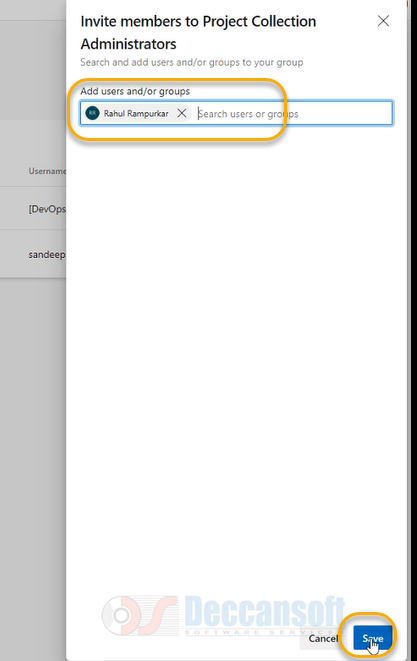 Invite members to Project Collection
Administrators
Search and add users and/or groups to your group
Add users and/or groups
RR Rahul Rampurkar Search users or groups
Username
[DevOps
sandeep
Deccansoft
SOFTWARE SERVICES
Cancel Save